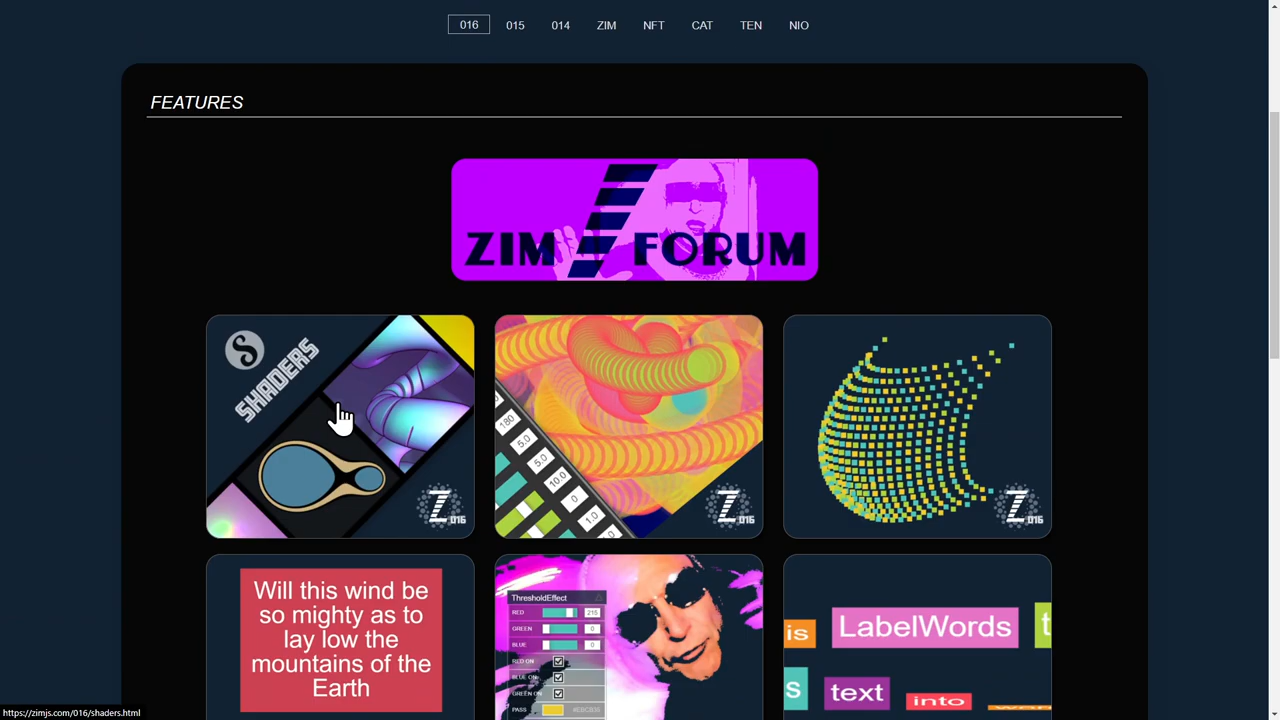 016 015 014 ZIM NFT CAT TEN NIO
FEATURES
ZIM FORUM
S
SHADERS
Z 016
180
5.0
5.0
10.0
0
1.0
Z 016
Z 016
Will this wind be
so mighty as to
lay low the
mountains of the
Earth
ThresholdEffect
RED 215
GREEN 0
BLUE 0
RED ON
BLUE ON
GREEN ON
PASS #EBCB35
is LabelWords t
s text into
https://zimjs.com/016/shaders.html